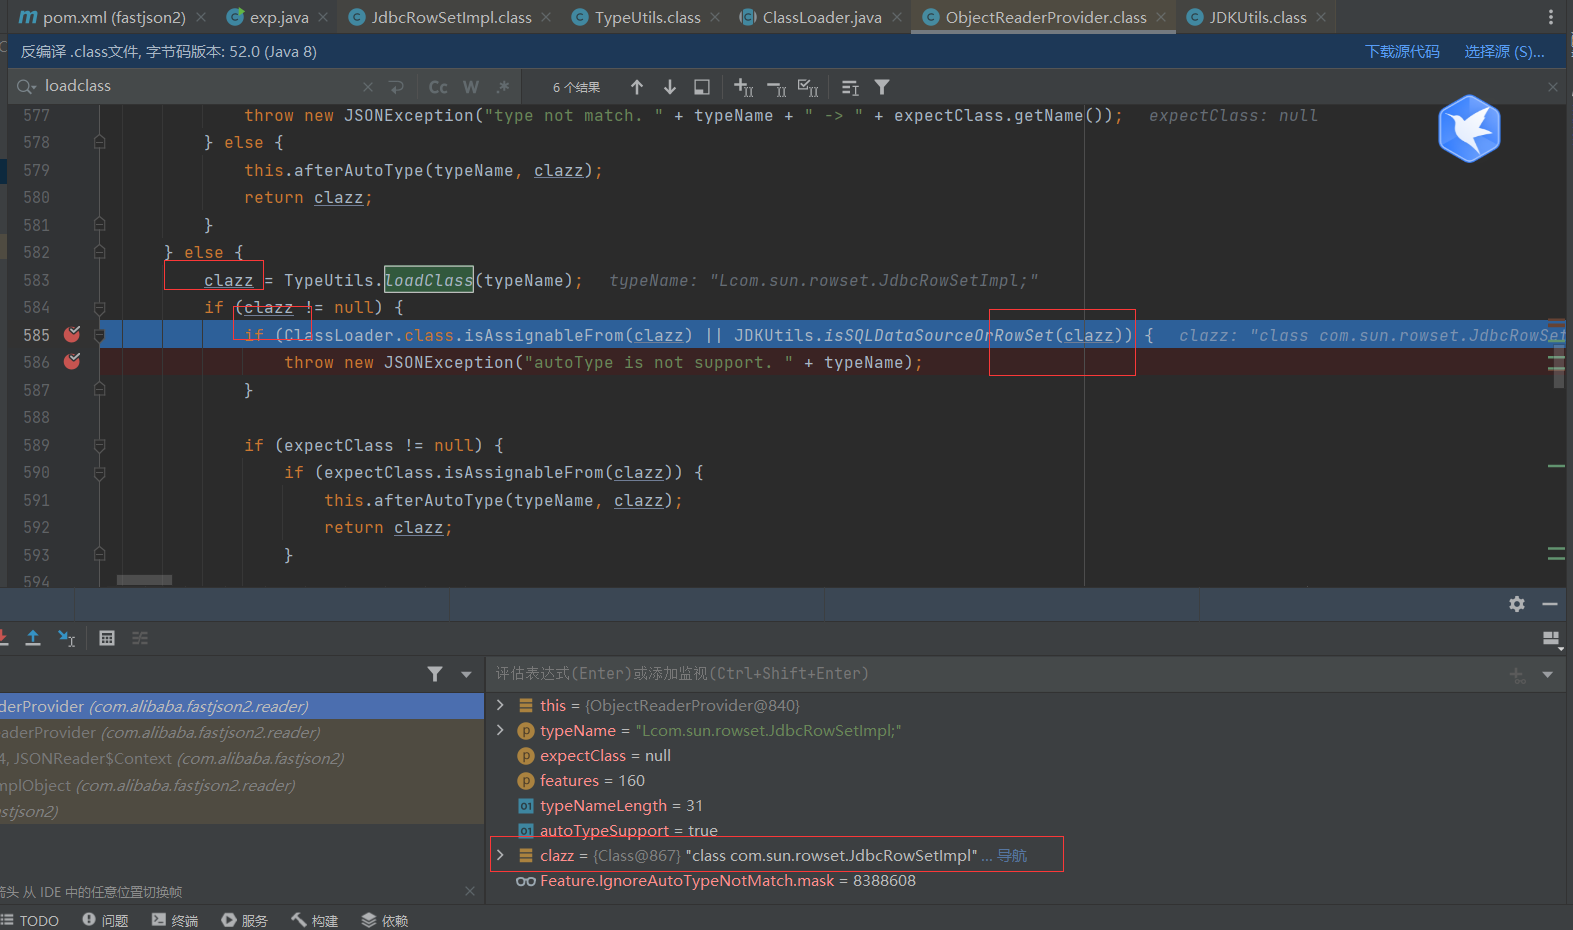 pom.xml (fastjson2) exp.java JdbcRowSetImpl.class TypeUtils.class ClassLoader.java ObjectReaderProvider.class JDKUtils.class
反编译 .class文件, 字节码版本: 52.0 (Java 8) 下载源代码 选择源 (S)...
loadclass Cc W .* 6 个结果
577 throw new JSONException("type not match. " + typeName + " -> " + expectClass.getName()); expectClass: null
578 } else {
579 this.afterAutoType(typeName, clazz);
580 return clazz;
581 }
582 } else {
583 clazz = TypeUtils.loadClass(typeName); typeName: "Lcom.sun.rowset.JdbcRowSetImpl;"
584 if (clazz != null) {
585 if (ClassLoader.class.isAssignableFrom(clazz) || JDKUtils.isSQLDataSourceOrRowSet(clazz)) { clazz: "class com.sun.rowset.JdbcRowSet
586 throw new JSONException("autoType is not support. " + typeName);
587 }
588
589 if (expectClass != null) {
590 if (expectClass.isAssignableFrom(clazz)) {
591 this.afterAutoType(typeName, clazz);
592 return clazz;
593 }
594
评估表达式(Enter)或添加监视(Ctrl+Shift+Enter)
derProvider (com.alibaba.fastjson2.reader)
aderProvider (com.alibaba.fastjson2.reader)
4, JSONReader$Context (com.alibaba.fastjson2)
mplObject (com.alibaba.fastjson2.reader)
stjson2)
this = {ObjectReaderProvider@840}
typeName = "Lcom.sun.rowset.JdbcRowSetImpl;"
expectClass = null
features = 160
typeNameLength = 31
autoTypeSupport = true
clazz = {Class@867} "class com.sun.rowset.JdbcRowSetImpl" ... 导航
Feature.IgnoreAutoTypeNotMatch.mask = 8388608
箭头 从 IDE 中的任意位置切换帧
TODO 问题 终端 服务 构建 依赖